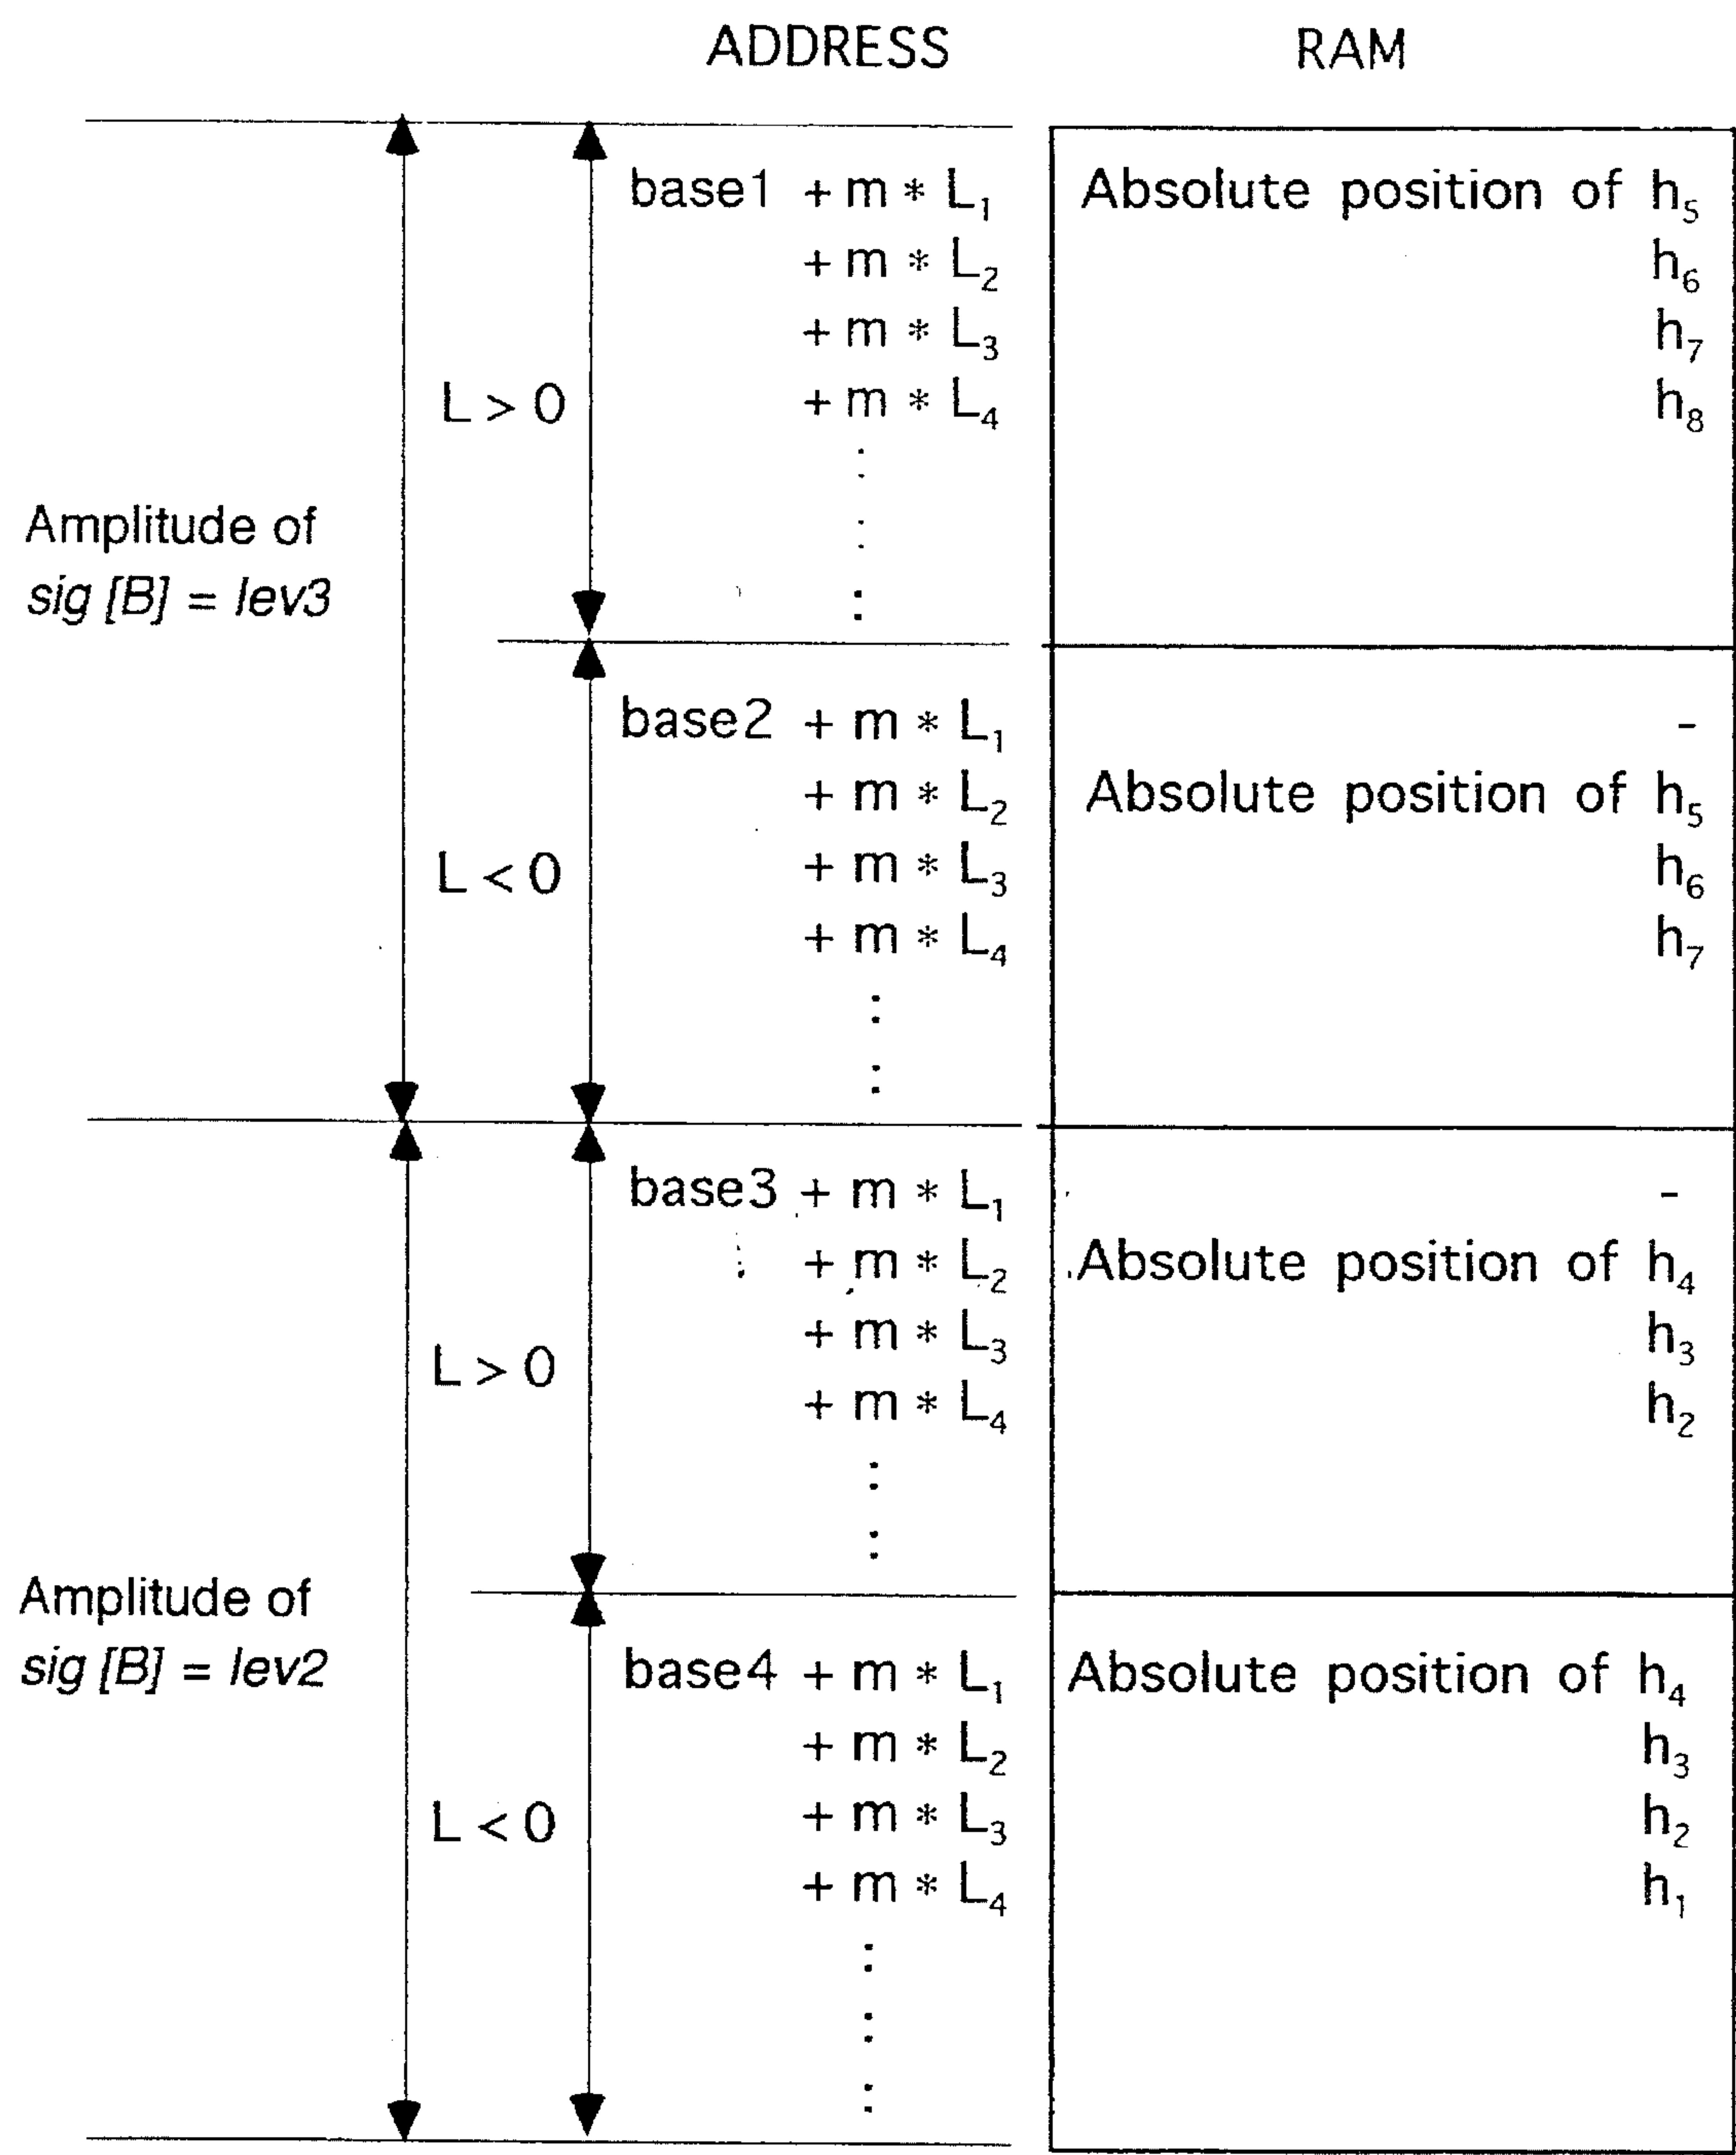 ADDRESS RAM
base1 + m * L₁ Absolute position of h₅
+ m * L₂ h₆
+ m * L₃ h₇
L > 0 + m * L₄ h₈
Amplitude of
sig [B] = lev3
base2 + m * L₁ -
+ m * L₂ Absolute position of h₅
L < 0 + m * L₃ h₆
+ m * L₄ h₇
base3 + m * L₁ -
+ m * L₂ Absolute position of h₄
L > 0 + m * L₃ h₃
+ m * L₄ h₂
Amplitude of
sig [B] = lev2
base4 + m * L₁ Absolute position of h₄
+ m * L₂ h₃
L < 0 + m * L₃ h₂
+ m * L₄ h₁